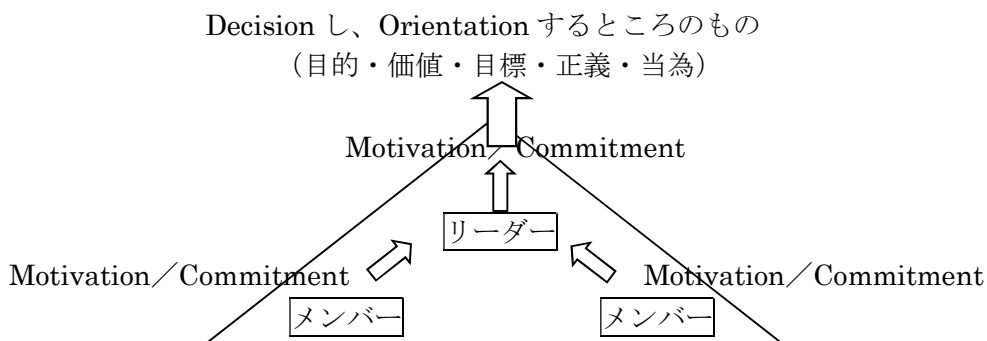 Decision し、Orientation するところのもの
（目的・価値・目標・正義・当為）
Motivation／Commitment
リーダー
Motivation／Commitment
Motivation／Commitment
メンバー
メンバー